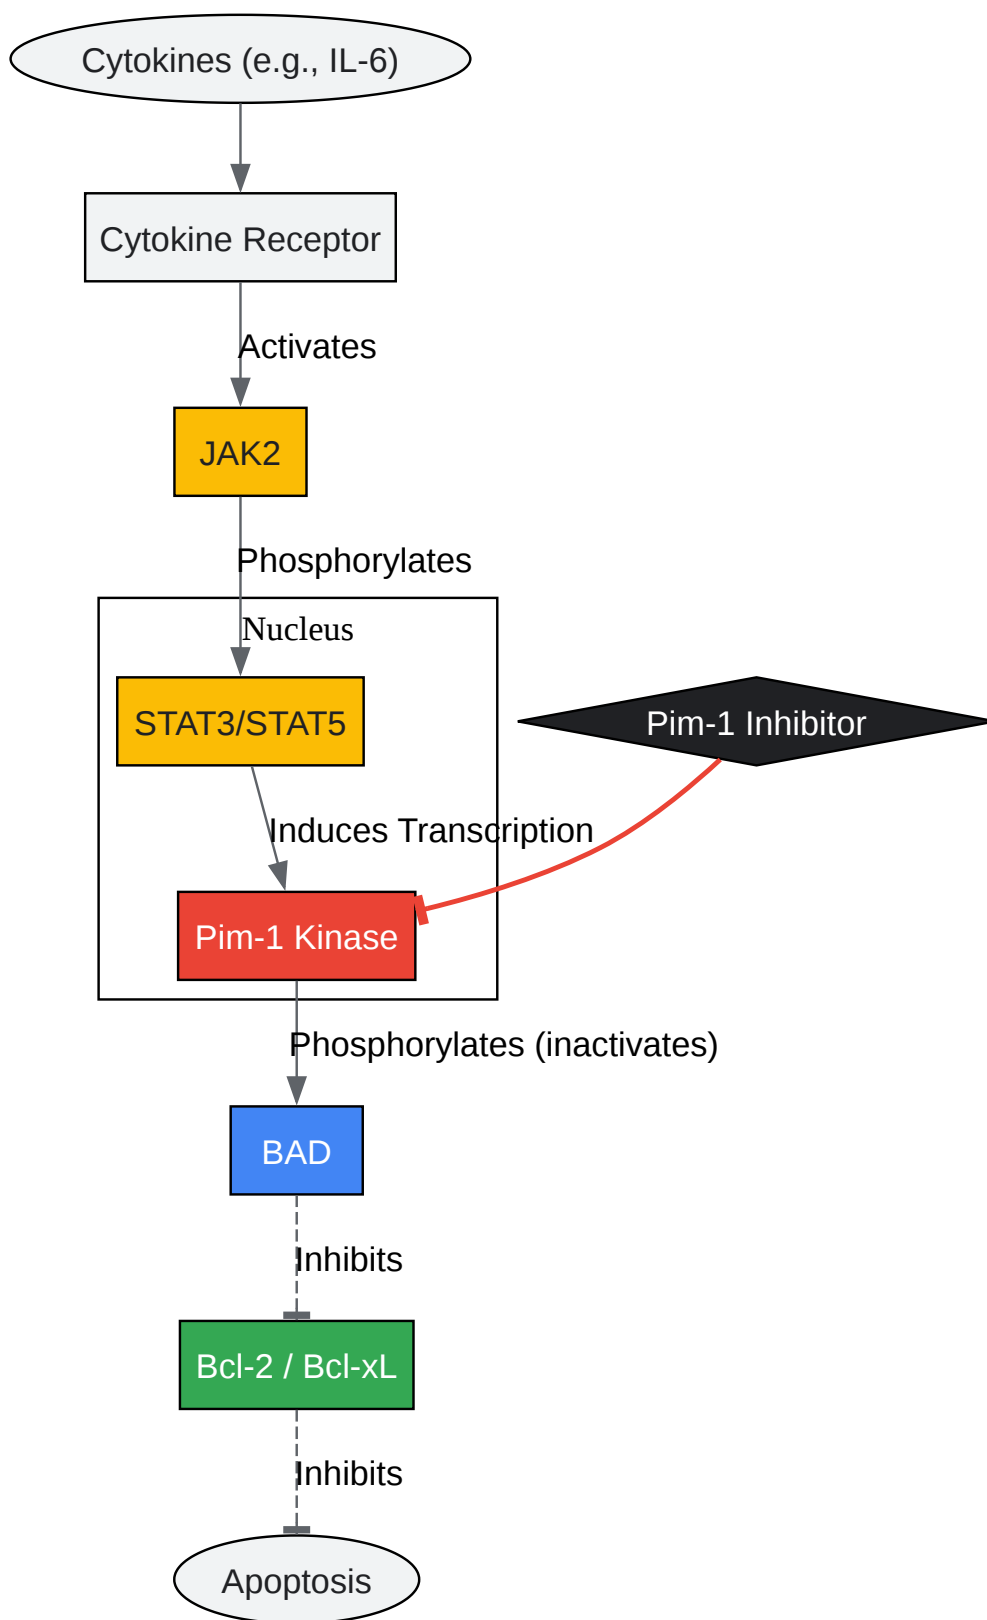 Cytokines (e.g., IL-6)
Cytokine Receptor
Activates
JAK2
Phosphorylates
Nucleus
STAT3/STAT5
Pim-1 Inhibitor
Induces Transcription
Pim-1 Kinase
Phosphorylates (inactivates)
BAD
Inhibits
Bcl-2 / Bcl-xL
Inhibits
Apoptosis